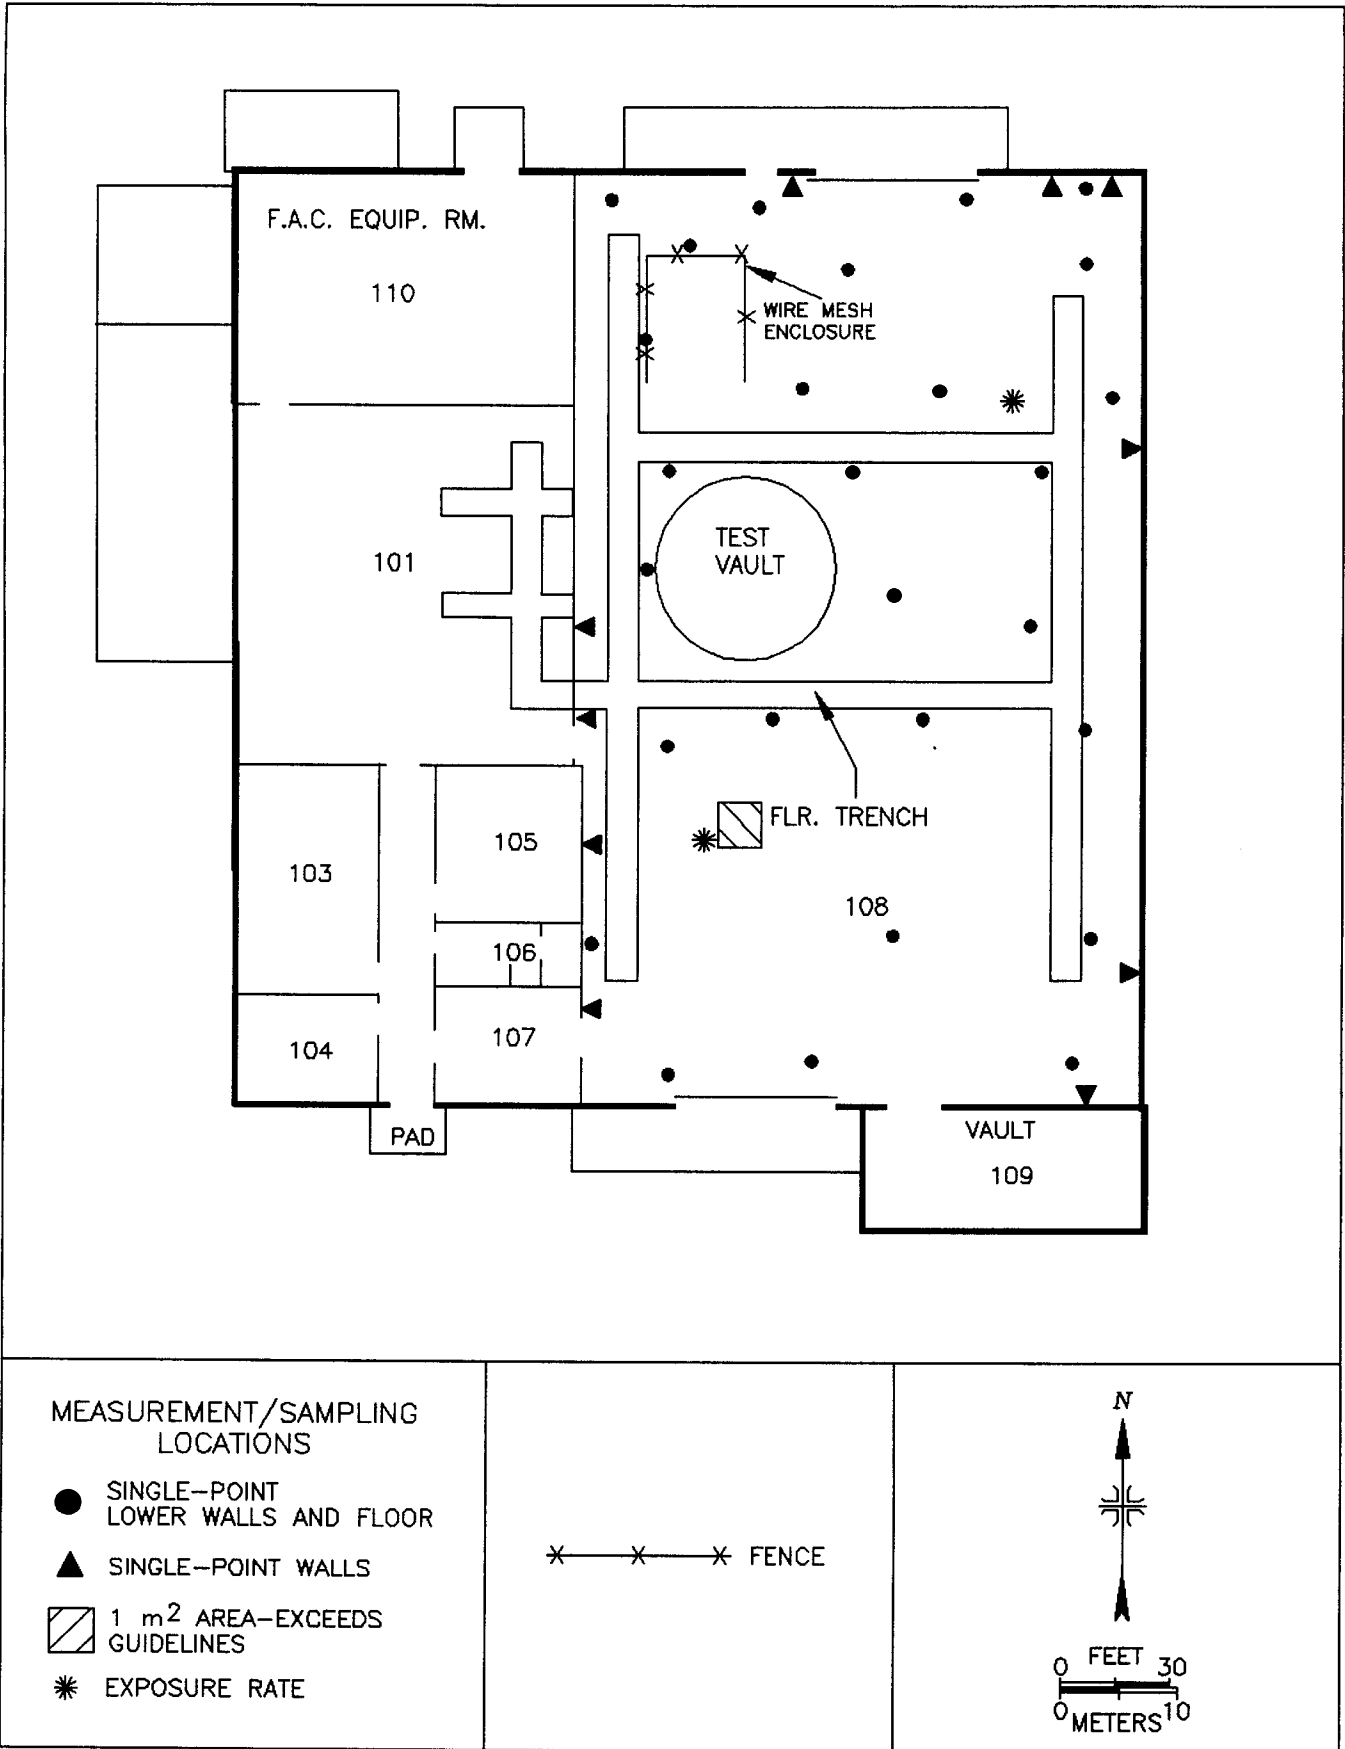 F.A.C. EQUIP. RM.
110
WIRE MESH
ENCLOSURE
101
TEST
VAULT
FLR. TRENCH
105
103
108
106
107
104
PAD
VAULT
109
MEASUREMENT/SAMPLING
LOCATIONS
SINGLE-POINT
LOWER WALLS AND FLOOR
SINGLE-POINT WALLS
1 m² AREA-EXCEEDS
GUIDELINES
EXPOSURE RATE
FENCE
N
FEET
0 30
0 10
METERS